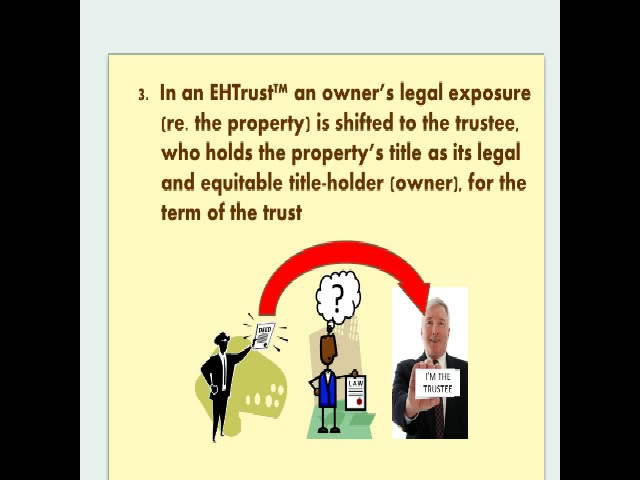 3. In an EHTrust™ an owner's legal exposure
(re. the property) is shifted to the trustee,
who holds the property's title as its legal
and equitable title-holder (owner), for the
term of the trust
?
DEED
LAW
I'M THE
TRUSTEE